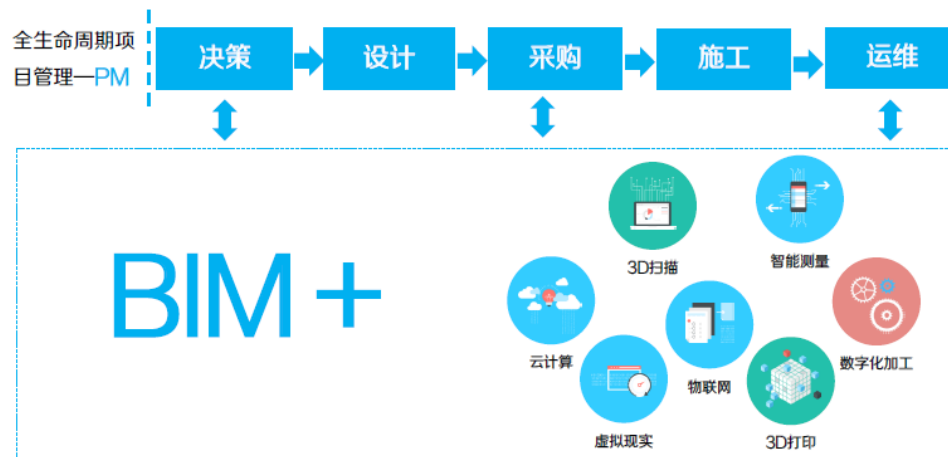 全生命周期项
目管理—PM
决策
设计
采购
施工
运维
BIM+
3D扫描
智能测量
云计算
物联网
数字化加工
虚拟现实
3D打印